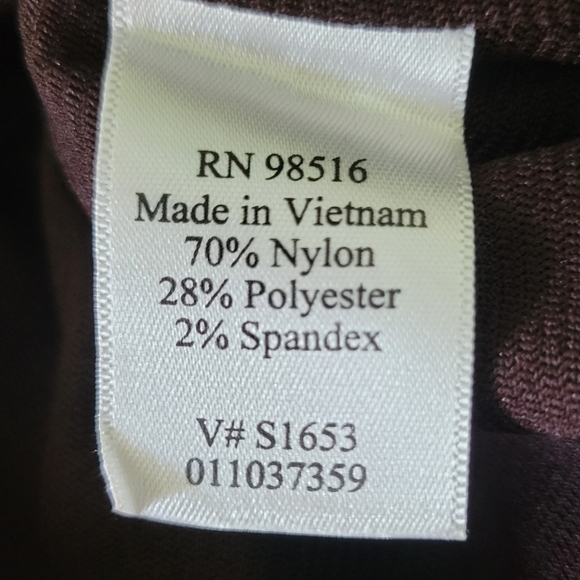 RN 98516
Made in Vietnam
70% Nylon
28% Polyester
2% Spandex
V# S1653
011037359